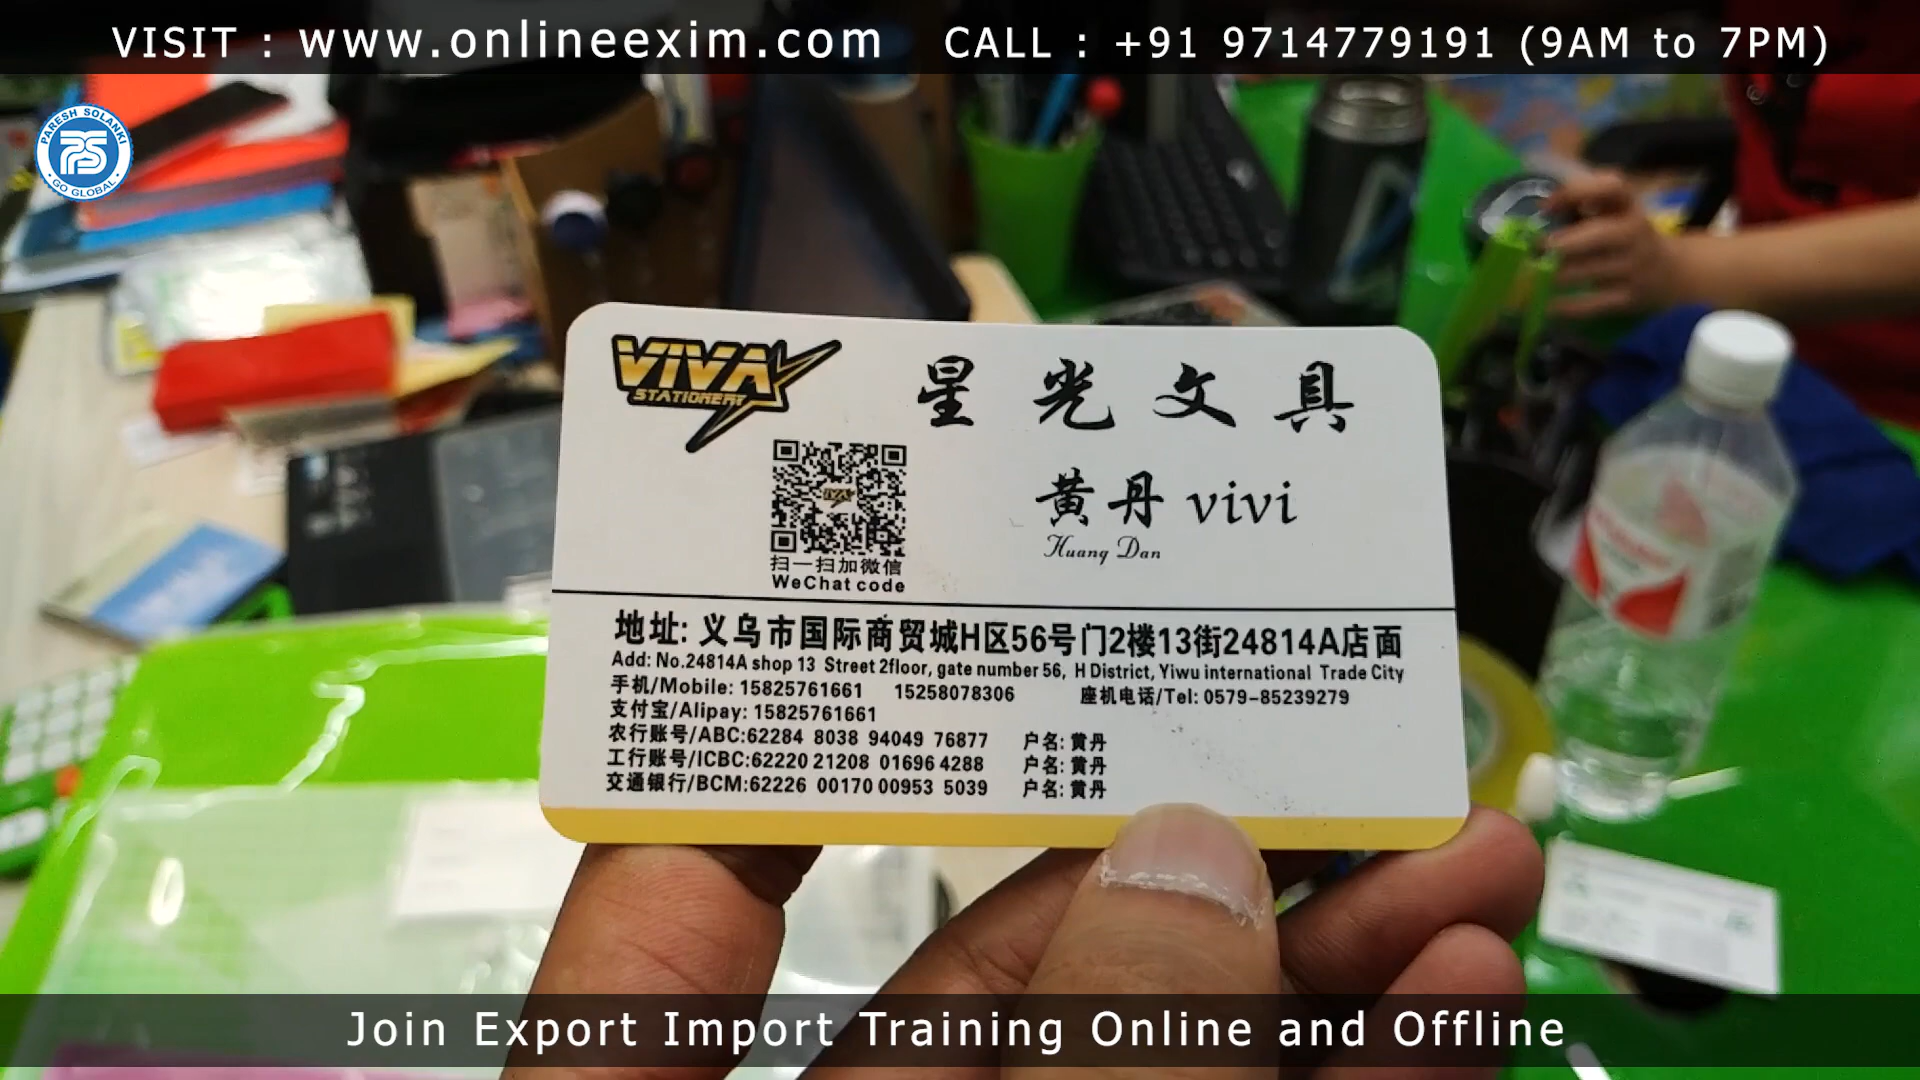 VISIT : www.onlineexim.com CALL : +91 9714779191 (9AM to 7PM)
PARESH SOLANKI
PS
GO GLOBAL
VIVA
STATIONERY
星光文具
VIVA
黄丹 vivi
Huang Dan
扫一扫加微信
WeChat code
地址: 义乌市国际商贸城H区56号门2楼13街24814A店面
Add: No.24814A shop 13 Street 2floor, gate number 56, H District, Yiwu international Trade City
手机/Mobile: 15825761661 15258078306 座机电话/Tel: 0579-85239279
支付宝/Alipay: 15825761661
农行账号/ABC:62284 8038 94049 76877 户名: 黄丹
工行账号/ICBC:62220 21208 01696 4288 户名: 黄丹
交通银行/BCM:62226 00170 00953 5039 户名: 黄丹
Join Export Import Training Online and Offline